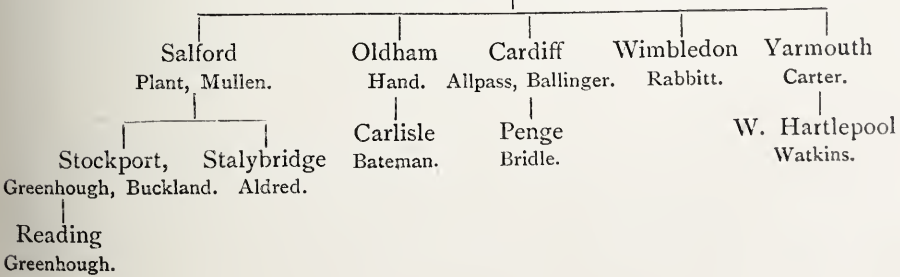 Salford Oldham Cardiff Wimbledon Yarmouth
Plant, Mullen. Hand. Allpass, Ballinger. Rabbitt. Carter.
Carlisle Penge W. Hartlepool
Bateman. Bridle. Watkins.
Stockport, Stalybridge
Greenhough, Buckland. Aldred.
Reading
Greenhough.